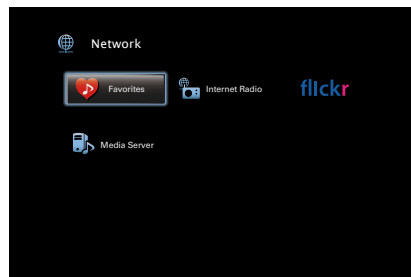 Network
Favorites
Internet Radio
flickr
Media Server